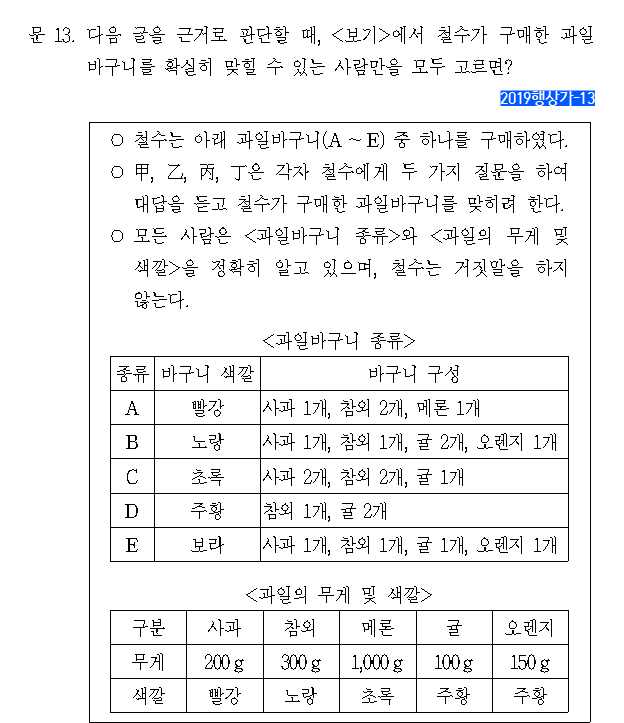 문 13. 다음 글을 근거로 판단할 때, <보기>에서 철수가 구매한 과일
바구니를 확실히 맞힐 수 있는 사람만을 모두 고르면?
2019행상가-13
○ 철수는 아래 과일바구니(A ~ E) 중 하나를 구매하였다.
○ 甲, 乙, 丙, 丁은 각자 철수에게 두 가지 질문을 하여
대답을 듣고 철수가 구매한 과일바구니를 맞히려 한다.
○ 모든 사람은 <과일바구니 종류>와 <과일의 무게 및
색깔>을 정확히 알고 있으며, 철수는 거짓말을 하지
않는다.
<과일바구니 종류>
종류 바구니 색깔 바구니 구성
A 빨강 사과 1개, 참외 2개, 메론 1개
B 노랑 사과 1개, 참외 1개, 귤 2개, 오렌지 1개
C 초록 사과 2개, 참외 2개, 귤 1개
D 주황 참외 1개, 귤 2개
E 보라 사과 1개, 참외 1개, 귤 1개, 오렌지 1개
<과일의 무게 및 색깔>
구분 사과 참외 메론 귤 오렌지
무게 200 g 300 g 1,000 g 100 g 150 g
색깔 빨강 노랑 초록 주황 주황